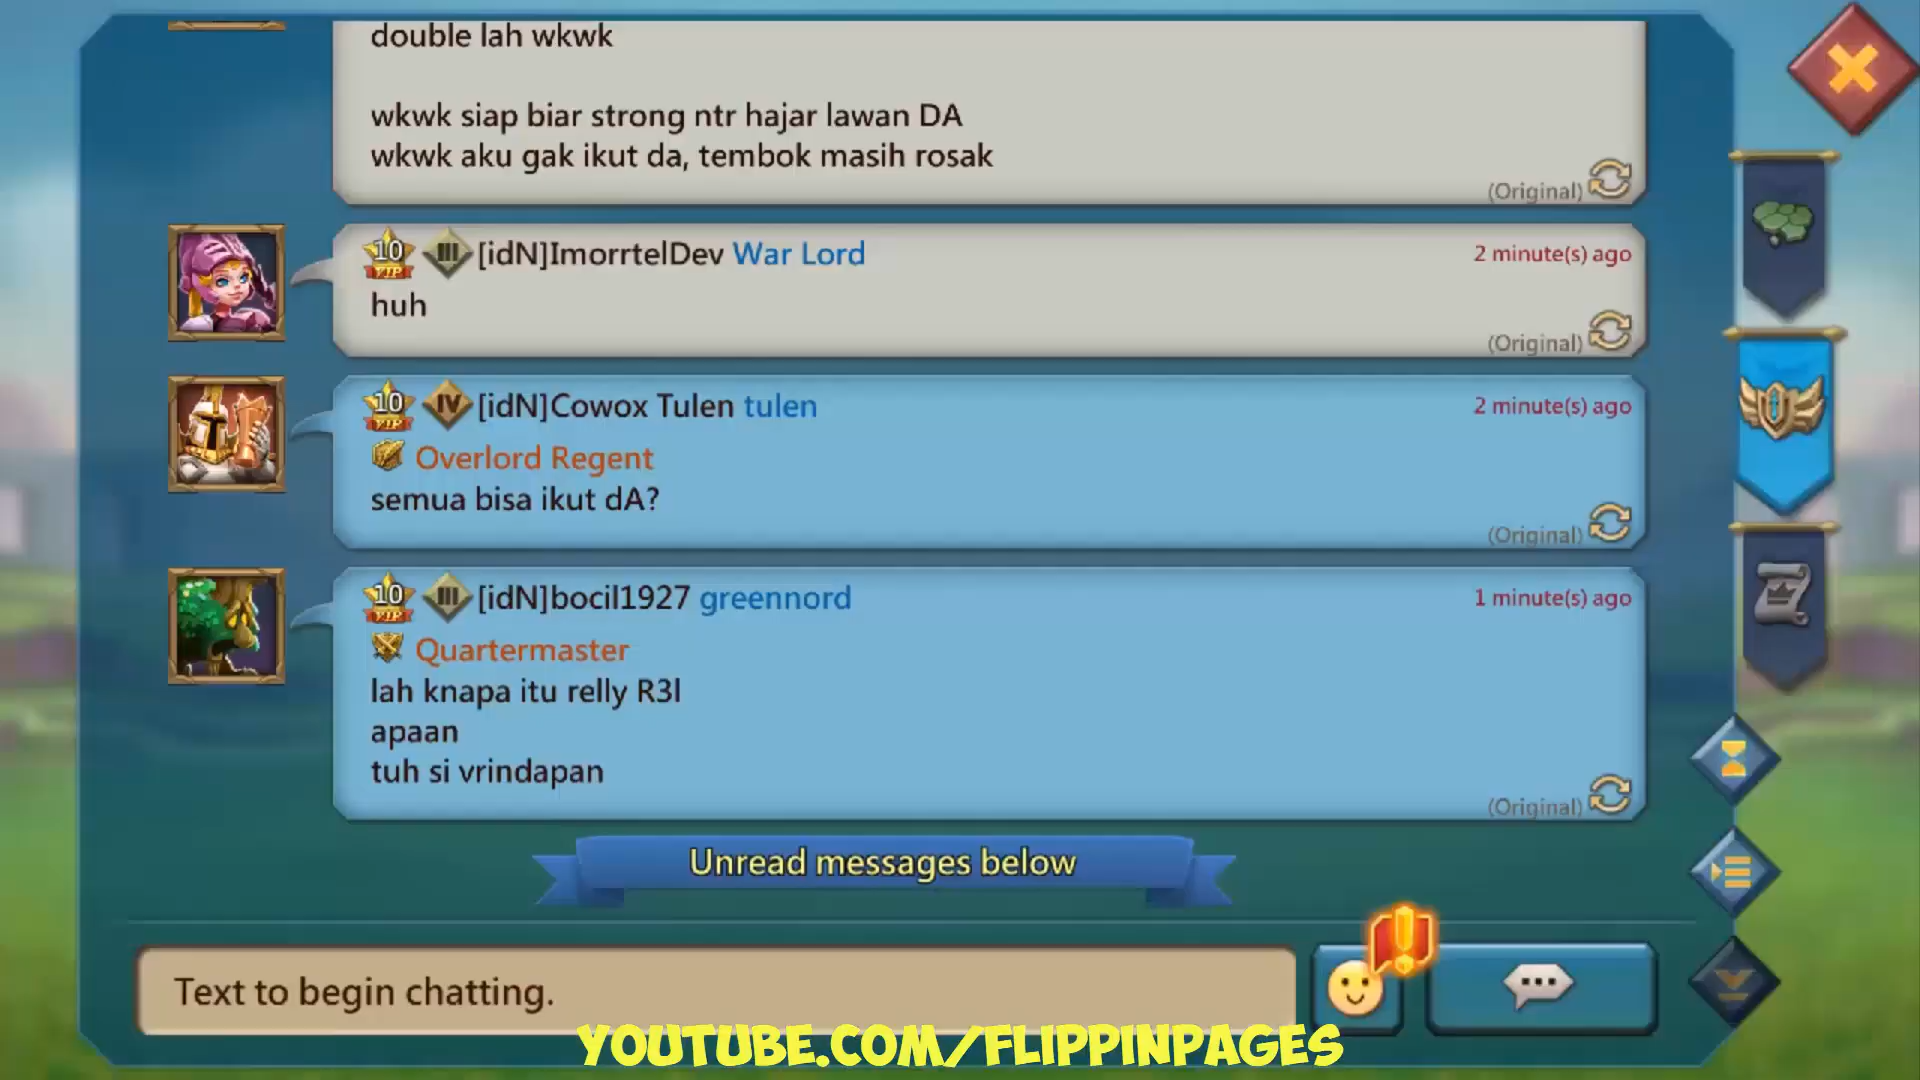 double lah wkwk
wkwk siap biar strong ntr hajar lawan DA
wkwk aku gak ikut da, tembok masih rosak
(Original)
10 VIP III [idN]ImorrtelDev War Lord 2 minute(s) ago
huh
(Original)
10 VIP IV [idN]Cowox Tulen tulen 2 minute(s) ago
Overlord Regent
semua bisa ikut dA?
(Original)
10 VIP III [idN]bocil1927 greennord 1 minute(s) ago
Quartermaster
lah knapa itu relly R3l
apaan
tuh si vrindapan
(Original)
Unread messages below
Text to begin chatting.
YOUTUBE.COM/FLIPPINPAGES